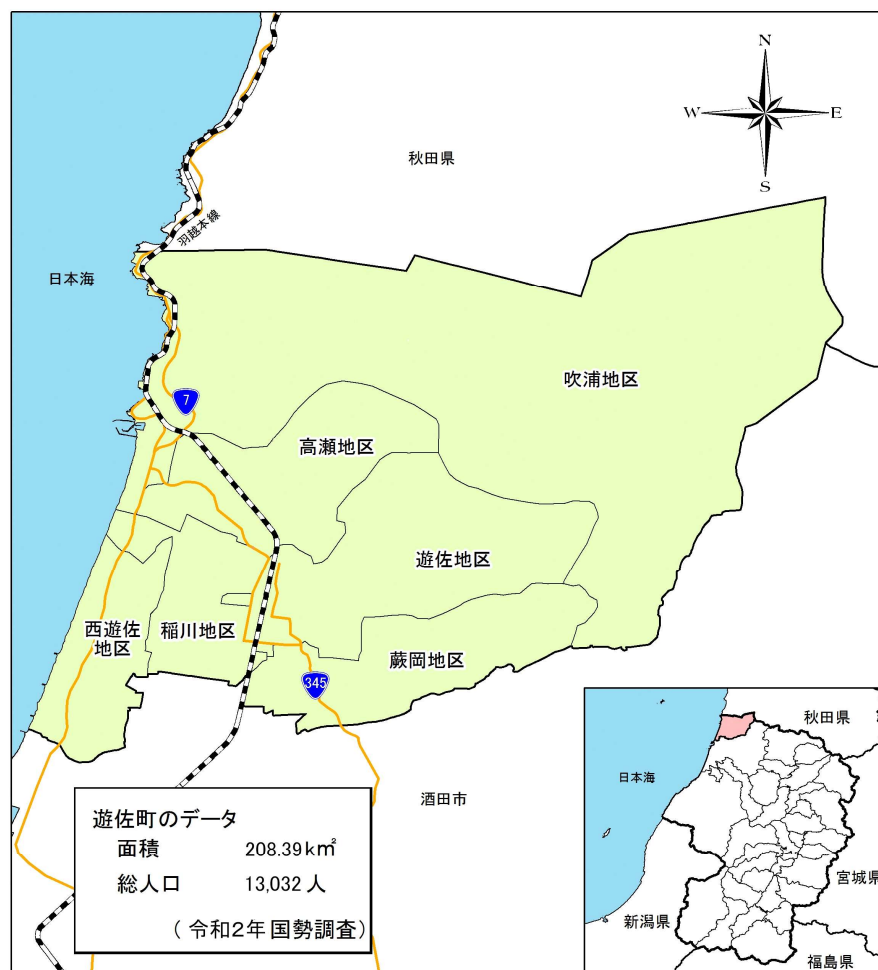 N
W
E
S
秋田県
羽越本線
日本海
吹浦地区
7
高瀬地区
遊佐地区
西遊佐
地区
稲川地区
蕨岡地区
345
酒田市
遊佐町のデータ
面積 208.39k㎡
総人口 13,032 人
(令和2年国勢調査)
秋田県
日本海
宮城県
新潟県
福島県